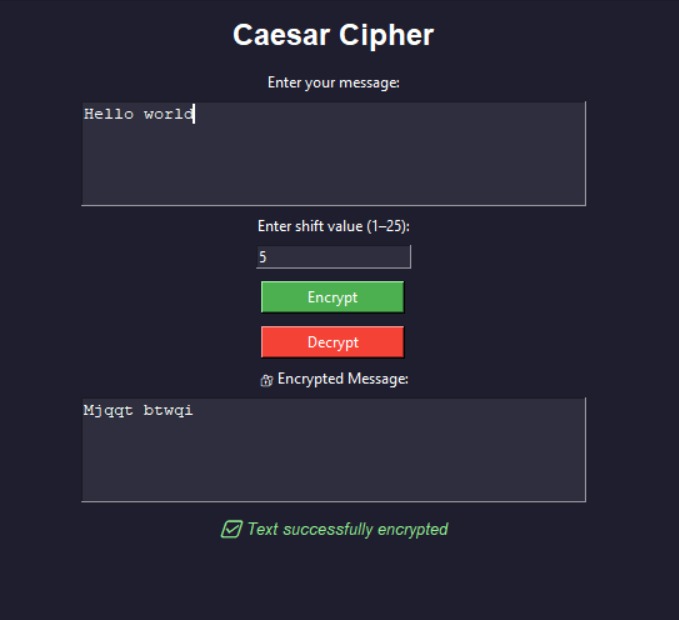 Caesar Cipher
Enter your message:
Hello world
Enter shift value (1–25):
5
Encrypt
Decrypt
Encrypted Message:
Mjqqt btwqi
Text successfully encrypted